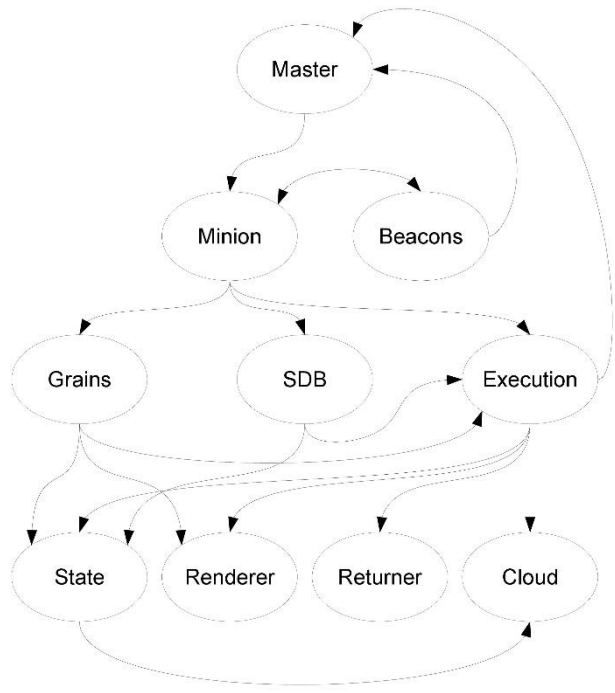 Master
Minion
Beacons
Grains
SDB
Execution
State
Renderer
Returner
Cloud